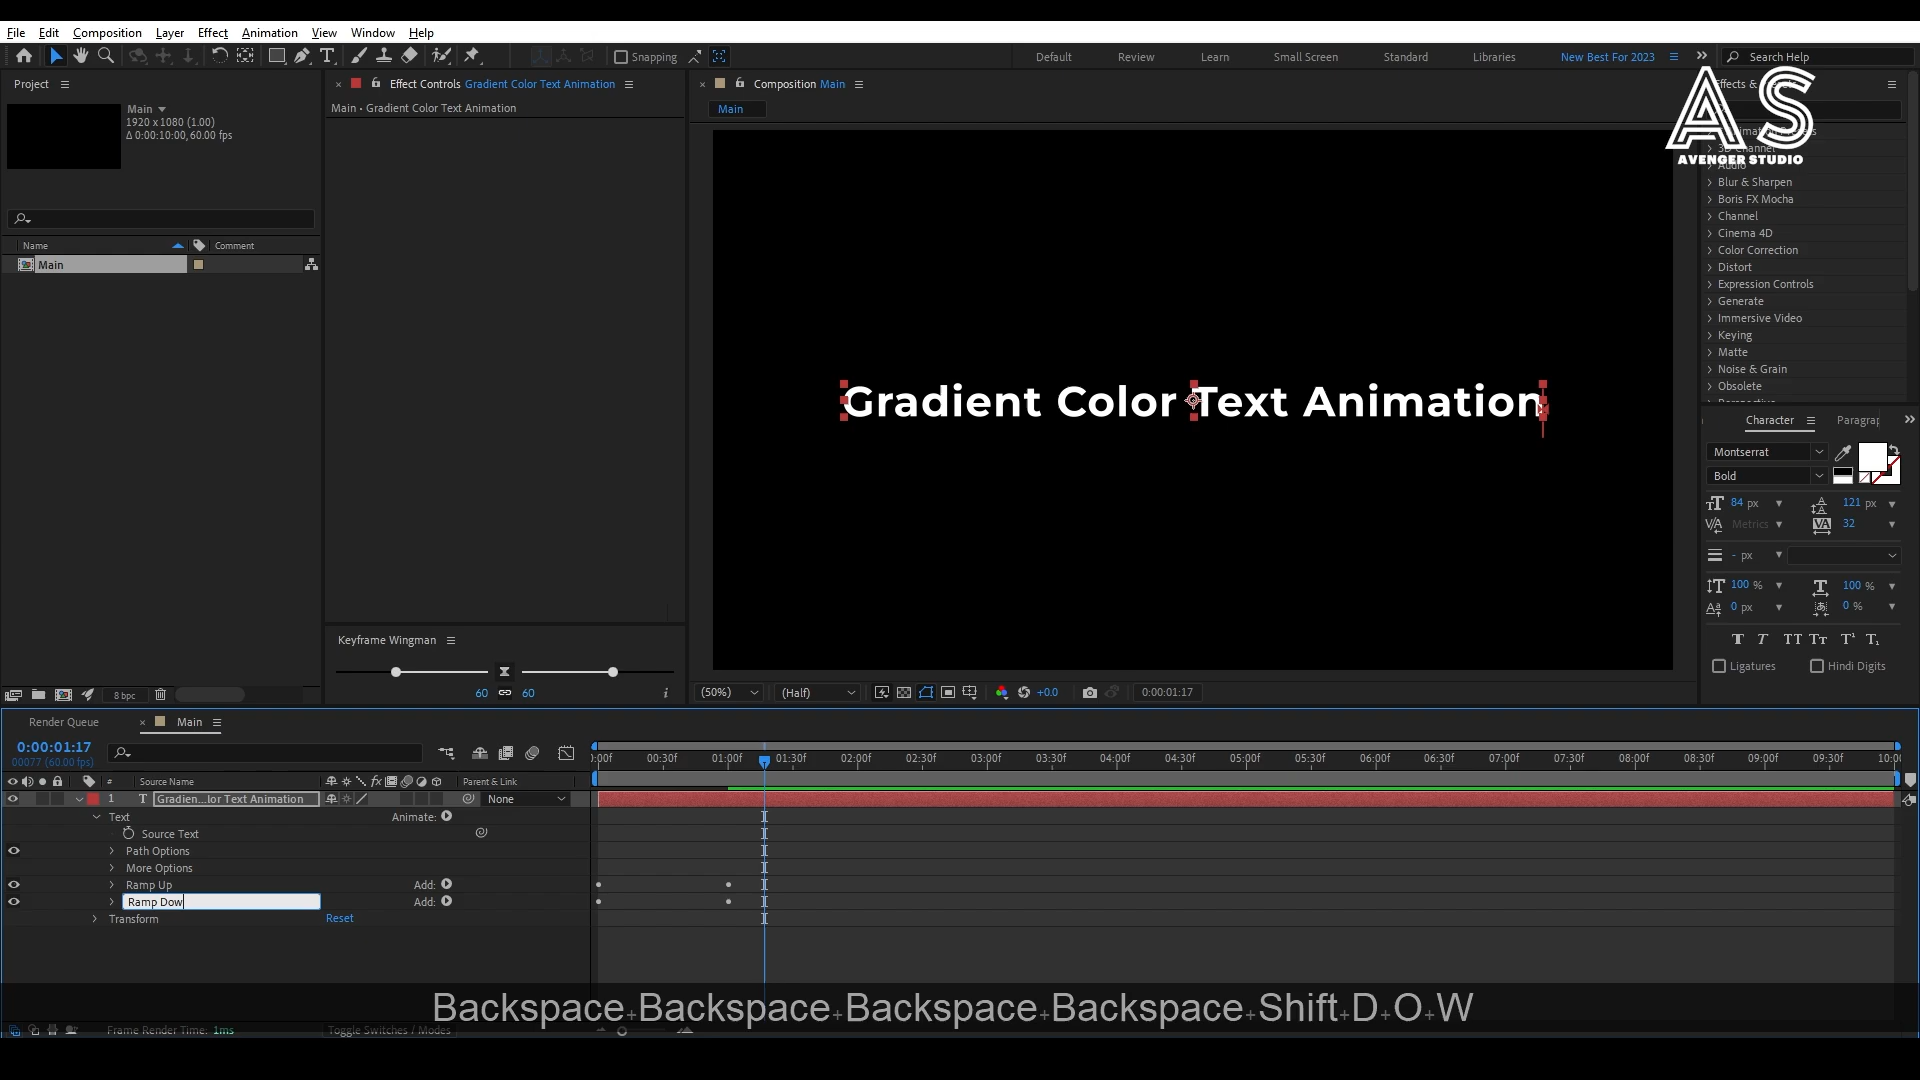 File Edit Composition Layer Effect Animation View Window Help
Snapping
Default Review Learn Small Screen Standard Libraries New Best For 2023 Search Help
Project
Main
1920 x 1080 (1.00)
Δ 0:00:10:00, 60.00 fps
Name Comment
Main
8 bpc
Effect Controls Gradient Color Text Animation
Main • Gradient Color Text Animation
Keyframe Wingman
60 60
i
Composition Main
Main
Gradient Color Text Animation
(50%) (Half) +0.0 0:00:01:17
AS
AVENGER STUDIO
Effects &
3D Channel
Audio
Blur & Sharpen
Boris FX Mocha
Channel
Cinema 4D
Color Correction
Distort
Expression Controls
Generate
Immersive Video
Keying
Matte
Noise & Grain
Obsolete
Character Paragrap
Montserrat
Bold
84 px 121 px
Metrics 32
- px
100 % 100 %
0 px 0 %
Ligatures Hindi Digits
Render Queue Main
0:00:01:17
00077 (60.00 fps)
:00f 00:30f 01:00f 01:30f 02:00f 02:30f 03:00f 03:30f 04:00f 04:30f 05:00f 05:30f 06:00f 06:30f 07:00f 07:30f 08:00f 08:30f 09:00f 09:30f 10:00
# Source Name Parent & Link
1 T Gradien...lor Text Animation None
Text Animate:
Source Text
Path Options
More Options
Ramp Up Add:
Ramp Dow Add:
Transform Reset
Backspace+Backspace+Backspace+Backspace+Shift+D+O+W
Frame Render Time: 1ms Toggle Switches / Modes